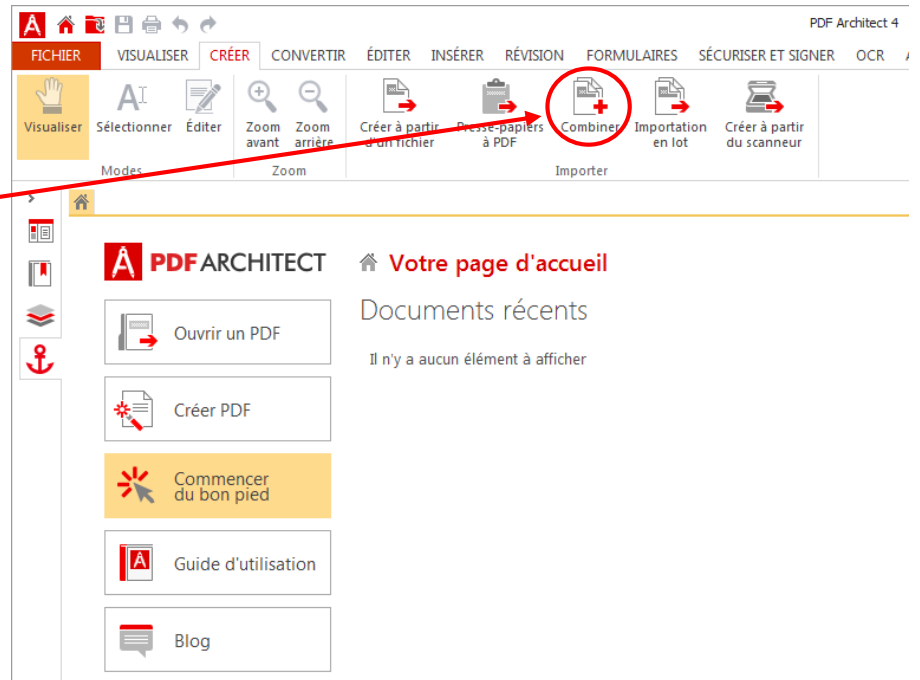 PDF Architect 4
FICHIER VISUALISER CRÉER CONVERTIR ÉDITER INSÉRER RÉVISION FORMULAIRES SÉCURISER ET SIGNER OCR
Visualiser Sélectionner Éditer Zoom avant Zoom arrière Créer à partir d'un fichier Presse-papiers à PDF Combiner Importation en lot Créer à partir du scanneur
Modes Zoom Importer
PDF ARCHITECT
Votre page d'accueil
Documents récents
Il n'y a aucun élément à afficher
Ouvrir un PDF
Créer PDF
Commencer
du bon pied
Guide d'utilisation
Blog